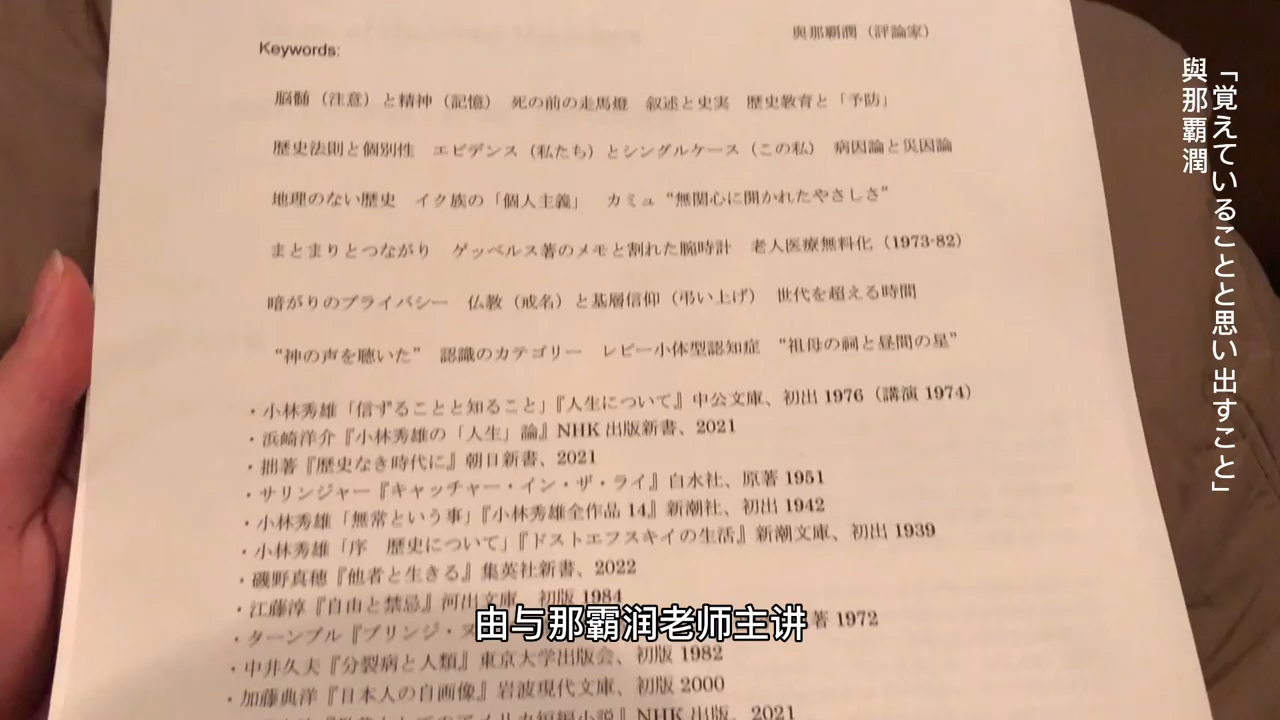 與那覇潤（評論家）
Keywords:
脳髄（注意）と精神（記憶）　死の前の走馬燈　叙述と史実　歴史教育と「予防」
歴史法則と個別性　エビデンス（私たち）とシングルケース（この私）　病因論と災因論
地理のない歴史　イク族の「個人主義」　カミュ “無関心に開かれたやさしさ”
まとまりとつながり　ゲッベルス著のメモと割れた腕時計　老人医療無料化（1973-82）
暗がりのプライバシー　仏教（戒名）と基層信仰（弔い上げ）　世代を超える時間
“神の声を聴いた”　認識のカテゴリー　レビー小体型認知症　“祖母の祠と昼間の星”
・小林秀雄「信ずることと知ること」『人生について』中公文庫、初出 1976（講演 1974）
・浜崎洋介『小林秀雄の「人生」論』NHK 出版新書、2021
・拙著『歴史なき時代に』朝日新書、2021
・サリンジャー『キャッチャー・イン・ザ・ライ』白水社、原著 1951
・小林秀雄「無常という事」『小林秀雄全作品 14』新潮社、初出 1942
・小林秀雄「序　歴史について」『ドストエフスキイの生活』新潮文庫、初出 1939
・磯野真穂『他者と生きる』集英社新書、2022
・江藤淳『自由と禁忌』河出文庫、初版 1984
・ターンブル『ブリンジ・ヌ 著 1972
・中井久夫『分裂病と人類』東京大学出版会、初版 1982
・加藤典洋『日本人の自画像』岩波現代文庫、初版 2000
アメリカ短編小説』NHK 出版、2021
「覚えていることと思い出すこと」
與那覇潤
由与那霸润老师主讲